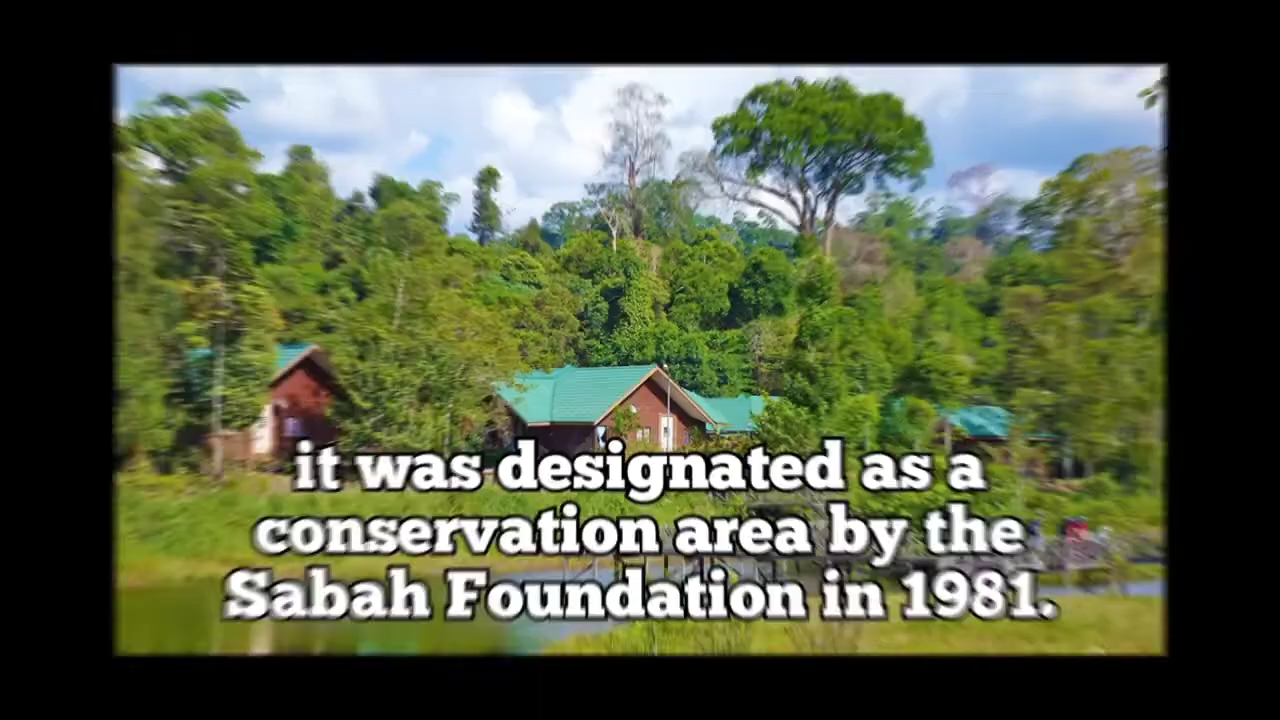 it was designated as a
conservation area by the
Sabah Foundation in 1981.